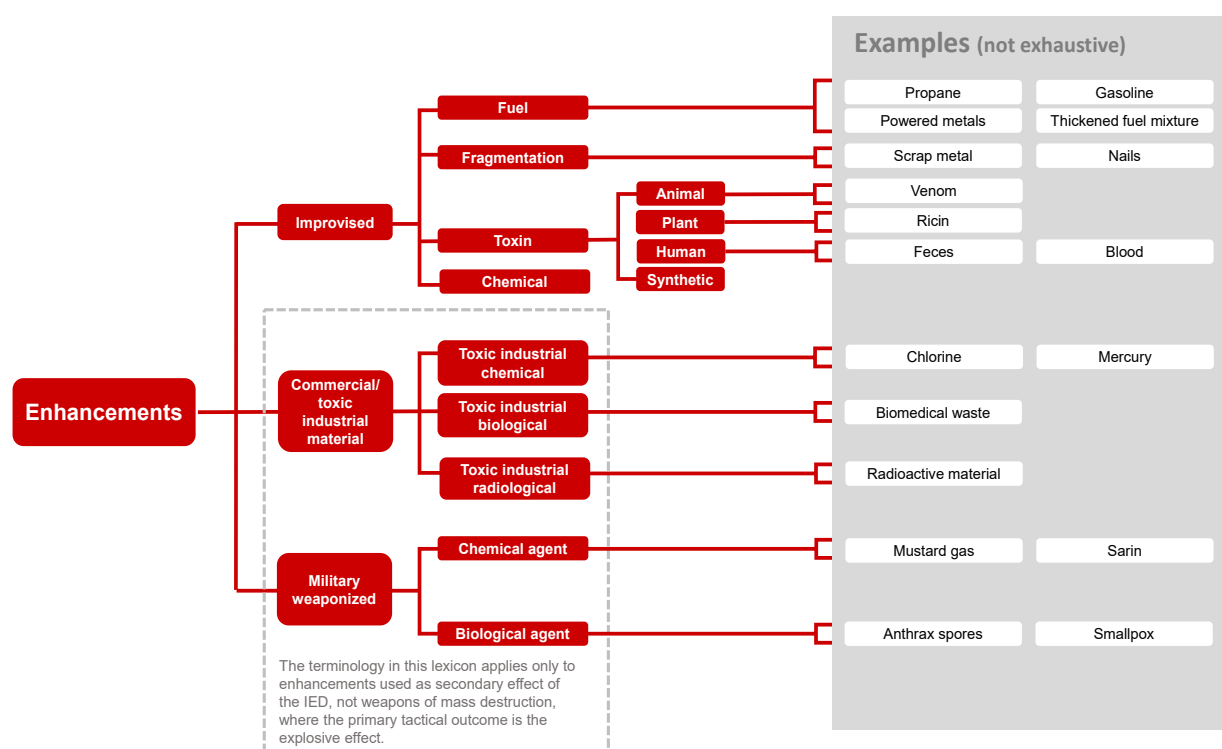 Examples (not exhaustive)
Propane
Gasoline
Fuel
Powered metals
Thickened fuel mixture
Fragmentation
Scrap metal
Nails
Animal
Venom
Improvised
Plant
Ricin
Toxin
Human
Feces
Blood
Chemical
Synthetic
Toxic industrial
chemical
Chlorine
Mercury
Enhancements
Commercial/
toxic
industrial
material
Toxic industrial
biological
Biomedical waste
Toxic industrial
radiological
Radioactive material
Chemical agent
Mustard gas
Sarin
Military
weaponized
Biological agent
Anthrax spores
Smallpox
The terminology in this lexicon applies only to
enhancements used as secondary effect of
the IED, not weapons of mass destruction,
where the primary tactical outcome is the
explosive effect.